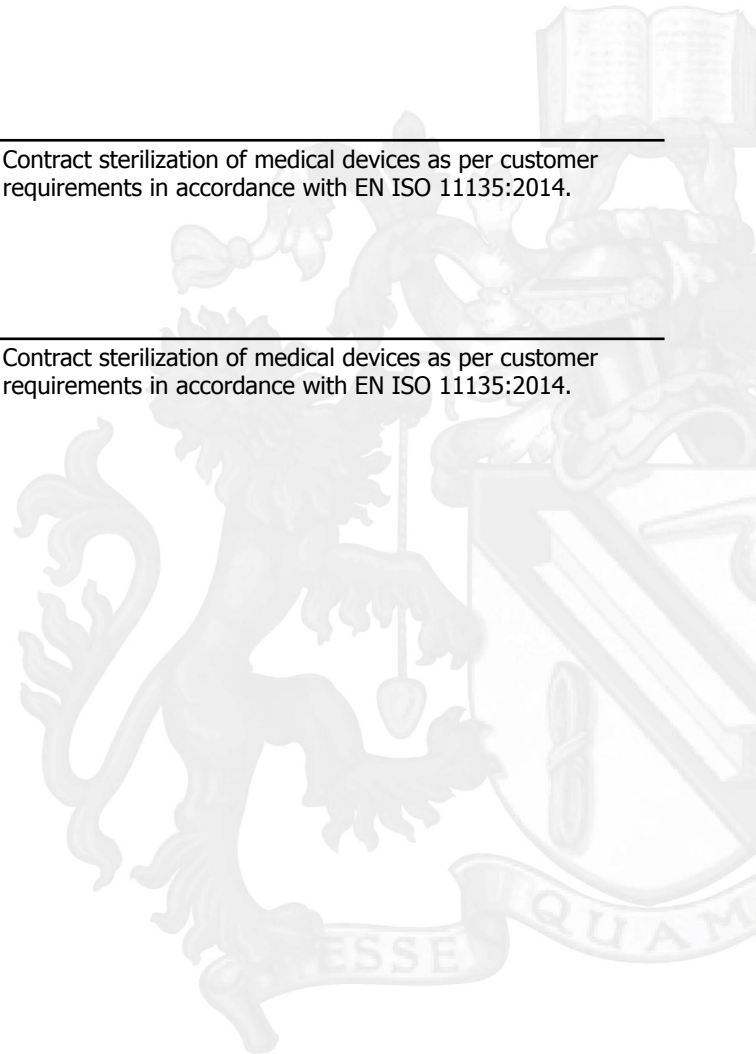 Contract sterilization of medical devices as per customer
requirements in accordance with EN ISO 11135:2014.
Contract sterilization of medical devices as per customer
requirements in accordance with EN ISO 11135:2014.
ESSE QUAM